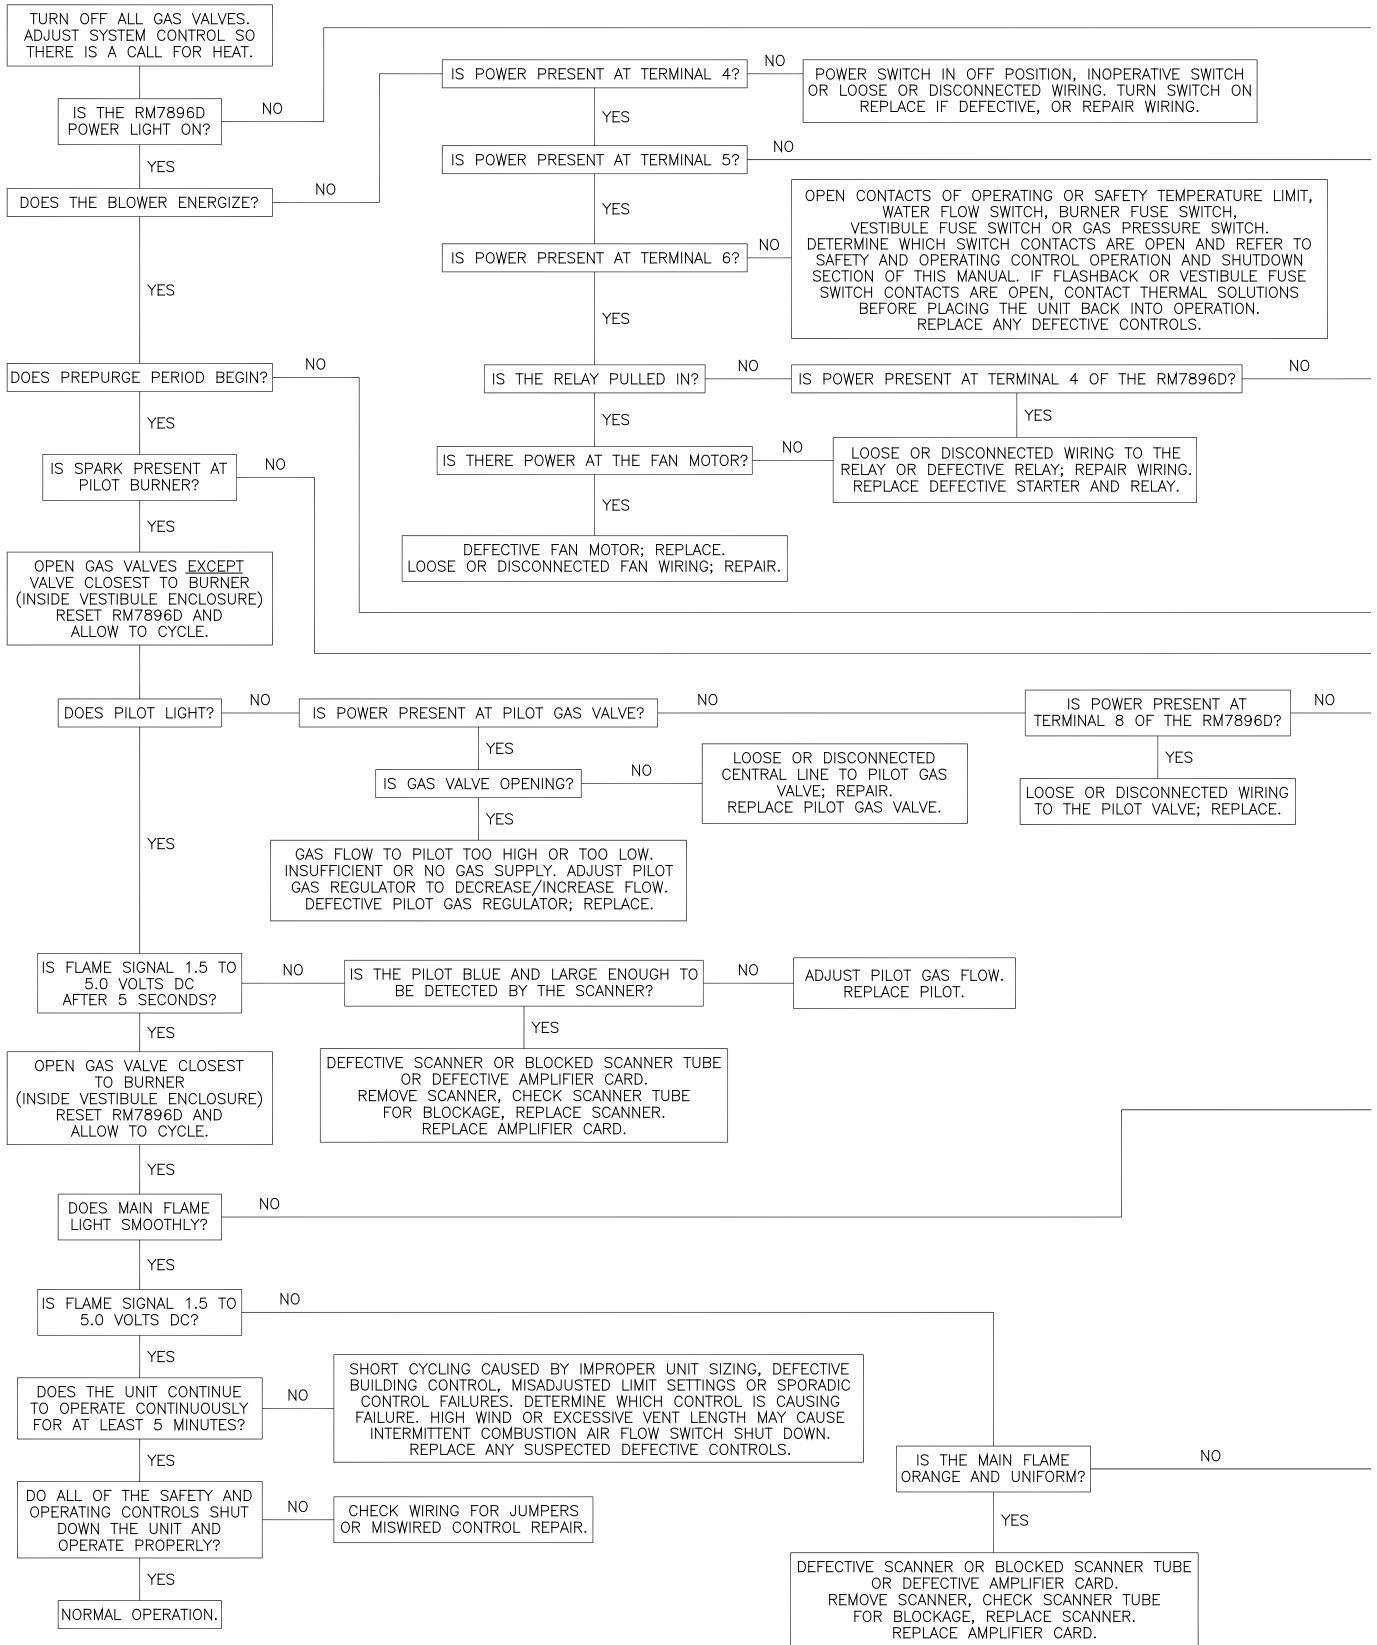 TURN OFF ALL GAS VALVES.
ADJUST SYSTEM CONTROL SO
THERE IS A CALL FOR HEAT.
IS THE RM7896D
POWER LIGHT ON?
NO
YES
DOES THE BLOWER ENERGIZE?
NO
YES
IS POWER PRESENT AT TERMINAL 4?
NO
POWER SWITCH IN OFF POSITION, INOPERATIVE SWITCH
OR LOOSE OR DISCONNECTED WIRING. TURN SWITCH ON
REPLACE IF DEFECTIVE, OR REPAIR WIRING.
YES
IS POWER PRESENT AT TERMINAL 5?
NO
YES
IS POWER PRESENT AT TERMINAL 6?
NO
OPEN CONTACTS OF OPERATING OR SAFETY TEMPERATURE LIMIT,
WATER FLOW SWITCH, BURNER FUSE SWITCH,
VESTIBULE FUSE SWITCH OR GAS PRESSURE SWITCH.
DETERMINE WHICH SWITCH CONTACTS ARE OPEN AND REFER TO
SAFETY AND OPERATING CONTROL OPERATION AND SHUTDOWN
SECTION OF THIS MANUAL. IF FLASHBACK OR VESTIBULE FUSE
SWITCH CONTACTS ARE OPEN, CONTACT THERMAL SOLUTIONS
BEFORE PLACING THE UNIT BACK INTO OPERATION.
REPLACE ANY DEFECTIVE CONTROLS.
YES
IS THE RELAY PULLED IN?
NO
IS POWER PRESENT AT TERMINAL 4 OF THE RM7896D?
NO
YES
YES
IS THERE POWER AT THE FAN MOTOR?
NO
LOOSE OR DISCONNECTED WIRING TO THE
RELAY OR DEFECTIVE RELAY; REPAIR WIRING.
REPLACE DEFECTIVE STARTER AND RELAY.
YES
DEFECTIVE FAN MOTOR; REPLACE.
LOOSE OR DISCONNECTED FAN WIRING; REPAIR.
DOES PREPURGE PERIOD BEGIN?
NO
YES
IS SPARK PRESENT AT
PILOT BURNER?
NO
YES
OPEN GAS VALVES EXCEPT
VALVE CLOSEST TO BURNER
(INSIDE VESTIBULE ENCLOSURE)
RESET RM7896D AND
ALLOW TO CYCLE.
DOES PILOT LIGHT?
NO
IS POWER PRESENT AT PILOT GAS VALVE?
NO
IS POWER PRESENT AT
TERMINAL 8 OF THE RM7896D?
NO
YES
IS GAS VALVE OPENING?
NO
LOOSE OR DISCONNECTED
CENTRAL LINE TO PILOT GAS
VALVE; REPAIR.
REPLACE PILOT GAS VALVE.
YES
LOOSE OR DISCONNECTED WIRING
TO THE PILOT VALVE; REPLACE.
YES
GAS FLOW TO PILOT TOO HIGH OR TOO LOW.
INSUFFICIENT OR NO GAS SUPPLY. ADJUST PILOT
GAS REGULATOR TO DECREASE/INCREASE FLOW.
DEFECTIVE PILOT GAS REGULATOR; REPLACE.
YES
IS FLAME SIGNAL 1.5 TO
5.0 VOLTS DC
AFTER 5 SECONDS?
NO
IS THE PILOT BLUE AND LARGE ENOUGH TO
BE DETECTED BY THE SCANNER?
NO
ADJUST PILOT GAS FLOW.
REPLACE PILOT.
YES
YES
DEFECTIVE SCANNER OR BLOCKED SCANNER TUBE
OR DEFECTIVE AMPLIFIER CARD.
REMOVE SCANNER, CHECK SCANNER TUBE
FOR BLOCKAGE, REPLACE SCANNER.
REPLACE AMPLIFIER CARD.
OPEN GAS VALVE CLOSEST
TO BURNER
(INSIDE VESTIBULE ENCLOSURE)
RESET RM7896D AND
ALLOW TO CYCLE.
YES
DOES MAIN FLAME
LIGHT SMOOTHLY?
NO
YES
IS FLAME SIGNAL 1.5 TO
5.0 VOLTS DC?
NO
YES
DOES THE UNIT CONTINUE
TO OPERATE CONTINUOUSLY
FOR AT LEAST 5 MINUTES?
NO
SHORT CYCLING CAUSED BY IMPROPER UNIT SIZING, DEFECTIVE
BUILDING CONTROL, MISADJUSTED LIMIT SETTINGS OR SPORADIC
CONTROL FAILURES. DETERMINE WHICH CONTROL IS CAUSING
FAILURE. HIGH WIND OR EXCESSIVE VENT LENGTH MAY CAUSE
INTERMITTENT COMBUSTION AIR FLOW SWITCH SHUT DOWN.
REPLACE ANY SUSPECTED DEFECTIVE CONTROLS.
YES
DO ALL OF THE SAFETY AND
OPERATING CONTROLS SHUT
DOWN THE UNIT AND
OPERATE PROPERLY?
NO
CHECK WIRING FOR JUMPERS
OR MISWIRED CONTROL REPAIR.
YES
NORMAL OPERATION.
IS THE MAIN FLAME
ORANGE AND UNIFORM?
NO
YES
DEFECTIVE SCANNER OR BLOCKED SCANNER TUBE
OR DEFECTIVE AMPLIFIER CARD.
REMOVE SCANNER, CHECK SCANNER TUBE
FOR BLOCKAGE, REPLACE SCANNER.
REPLACE AMPLIFIER CARD.